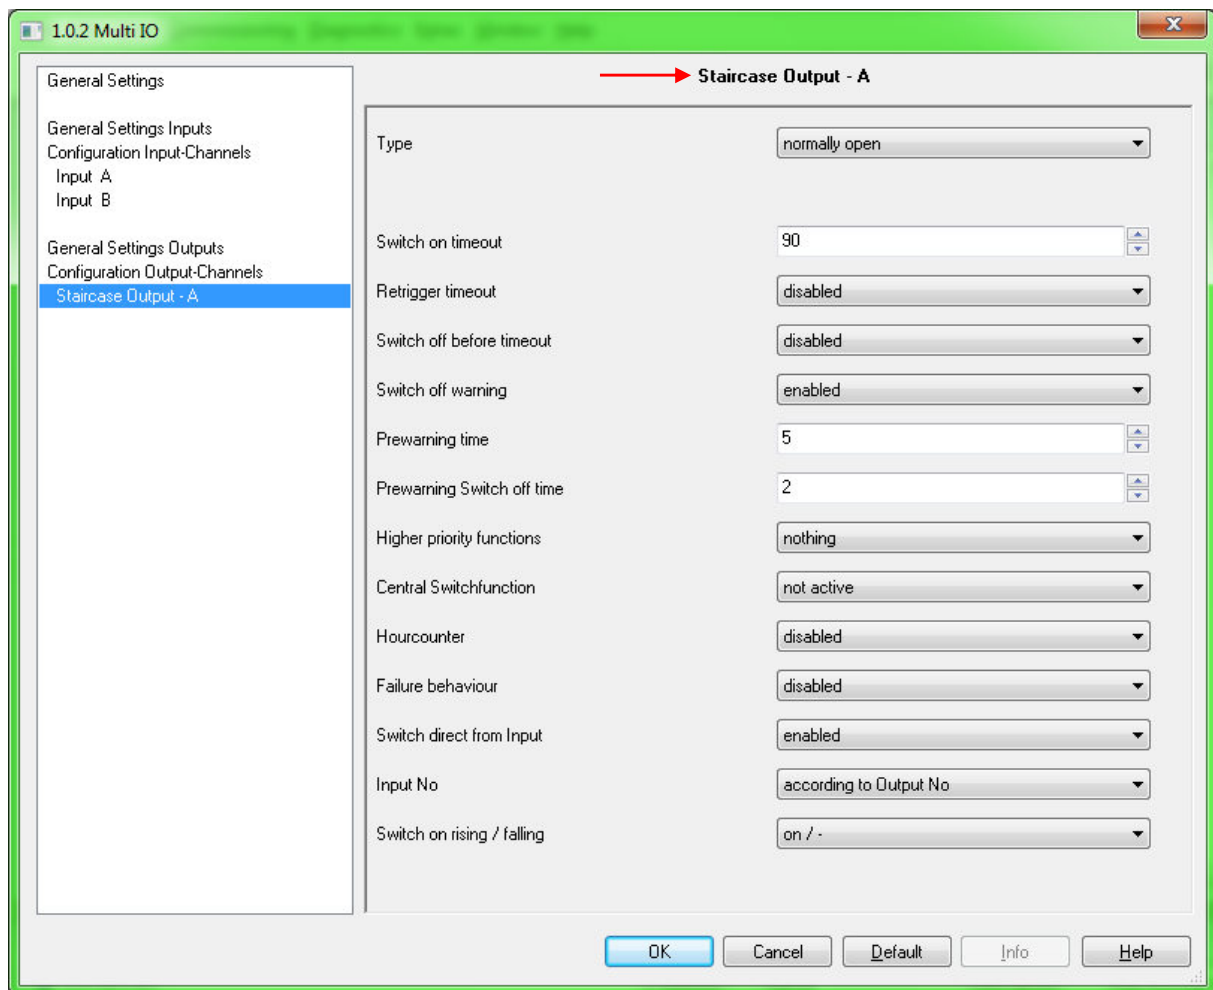 1.0.2 Multi IO
General Settings
General Settings Inputs
Configuration Input-Channels
Input A
Input B
General Settings Outputs
Configuration Output-Channels
Staircase Output - A
Staircase Output - A
Type normally open
Switch on timeout 90
Retrigger timeout disabled
Switch off before timeout disabled
Switch off warning enabled
Prewarning time 5
Prewarning Switch off time 2
Higher priority functions nothing
Central Switchfunction not active
Hourcounter disabled
Failure behaviour disabled
Switch direct from Input enabled
Input No according to Output No
Switch on rising / falling on / -
OK Cancel Default Info Help